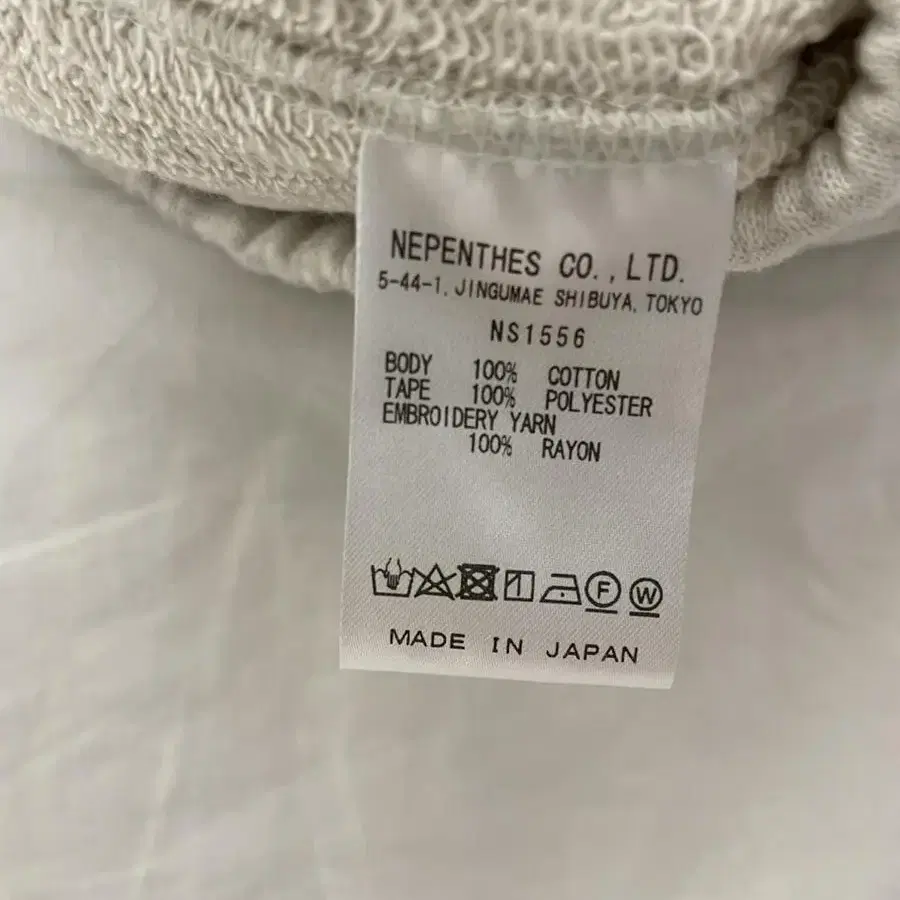 NEPENTHES CO., LTD.
5-44-1, JINGUMAE SHIBUYA, TOKYO
NS1556
BODY 100% COTTON
TAPE 100% POLYESTER
EMBROIDERY YARN
100% RAYON
F W
MADE IN JAPAN